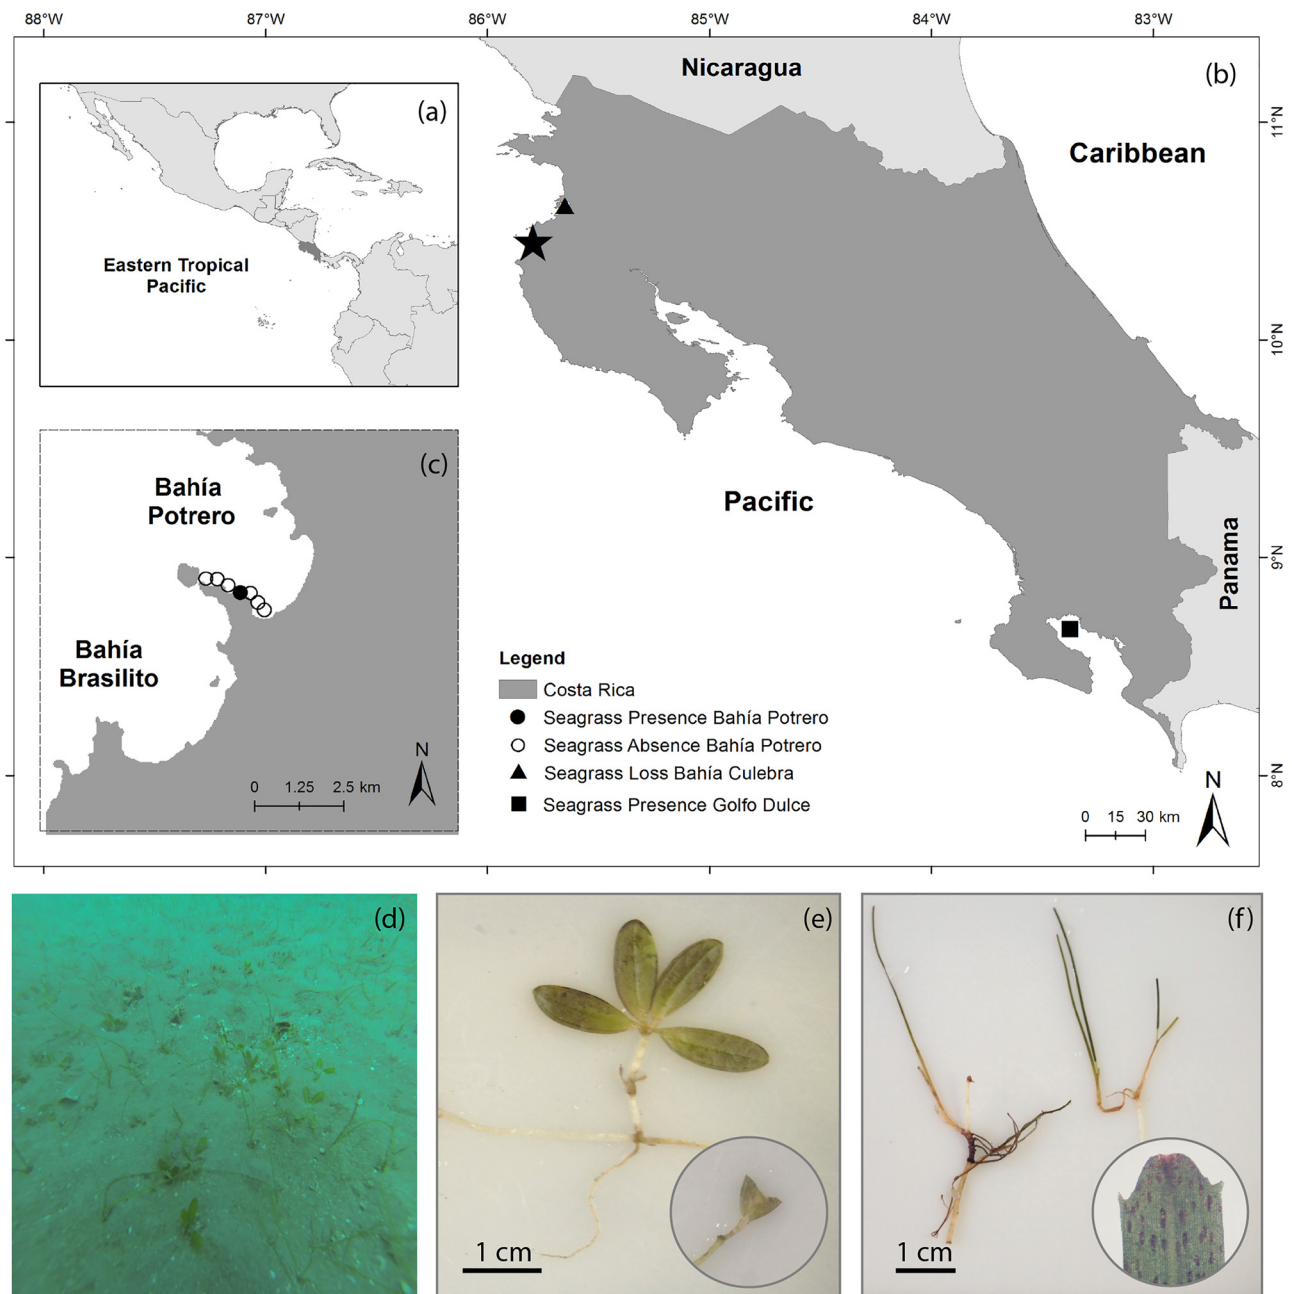 88°W 87°W 86°W 85°W 84°W 83°W
Nicaragua
(b)
(a)
11°N
Caribbean
Eastern Tropical
Pacific
10°N
(c)
Bahía
Potrero
Pacific
9°N
Panama
Bahía
Brasilito
Legend
Costa Rica
Seagrass Presence Bahía Potrero
Seagrass Absence Bahía Potrero
Seagrass Loss Bahía Culebra
Seagrass Presence Golfo Dulce
N
0 1.25 2.5 km
8°N
N
0 15 30 km
(d)
(e)
(f)
1 cm
1 cm